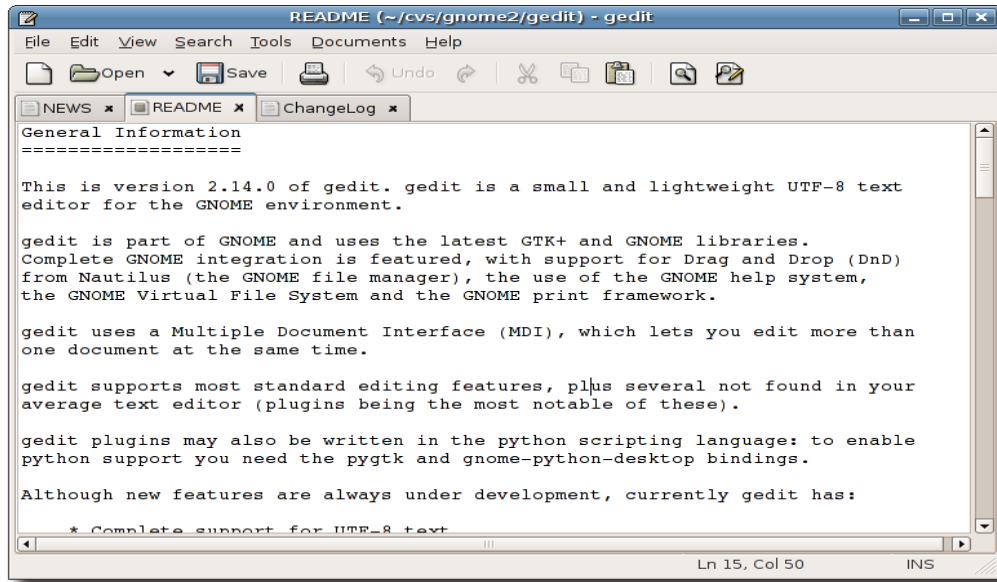 README (~/cvs/gnome2/gedit) - gedit
File Edit View Search Tools Documents Help
Open Save Undo
NEWS README ChangeLog
General Information
===================
This is version 2.14.0 of gedit. gedit is a small and lightweight UTF-8 text
editor for the GNOME environment.
gedit is part of GNOME and uses the latest GTK+ and GNOME libraries.
Complete GNOME integration is featured, with support for Drag and Drop (DnD)
from Nautilus (the GNOME file manager), the use of the GNOME help system,
the GNOME Virtual File System and the GNOME print framework.
gedit uses a Multiple Document Interface (MDI), which lets you edit more than
one document at the same time.
gedit supports most standard editing features, plus several not found in your
average text editor (plugins being the most notable of these).
gedit plugins may also be written in the python scripting language: to enable
python support you need the pygtk and gnome-python-desktop bindings.
Although new features are always under development, currently gedit has:
* Complete support for UTF-8 text
Ln 15, Col 50 INS